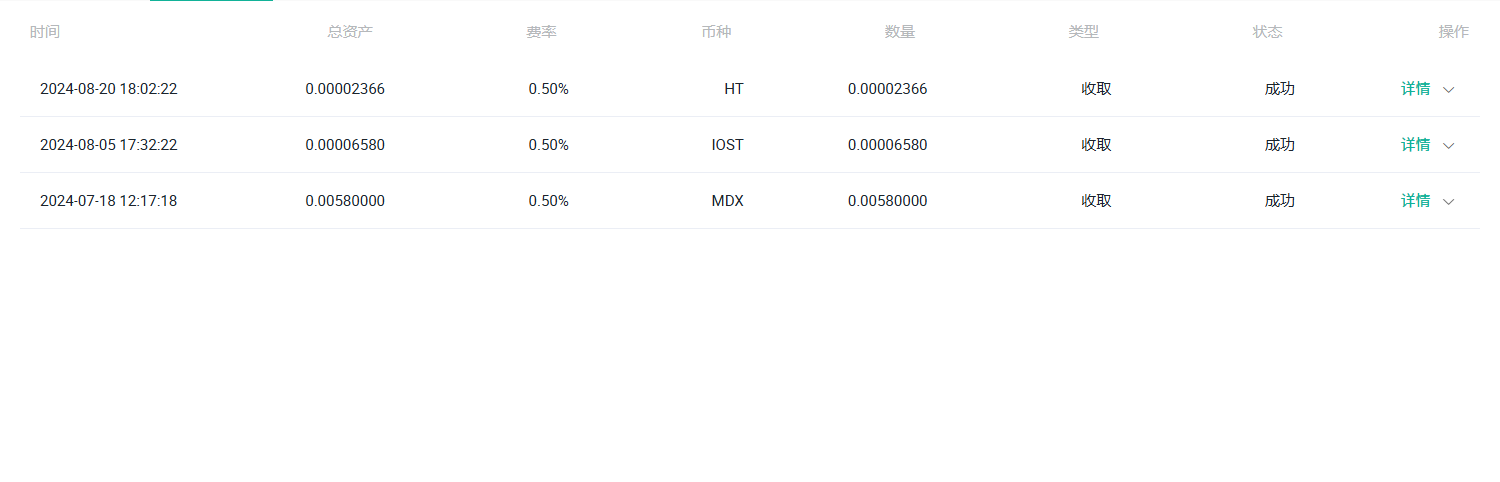 时间 总资产 费率 币种 数量 类型 状态 操作
2024-08-20 18:02:22 0.00002366 0.50% HT 0.00002366 收取 成功 详情
2024-08-05 17:32:22 0.00006580 0.50% IOST 0.00006580 收取 成功 详情
2024-07-18 12:17:18 0.00580000 0.50% MDX 0.00580000 收取 成功 详情